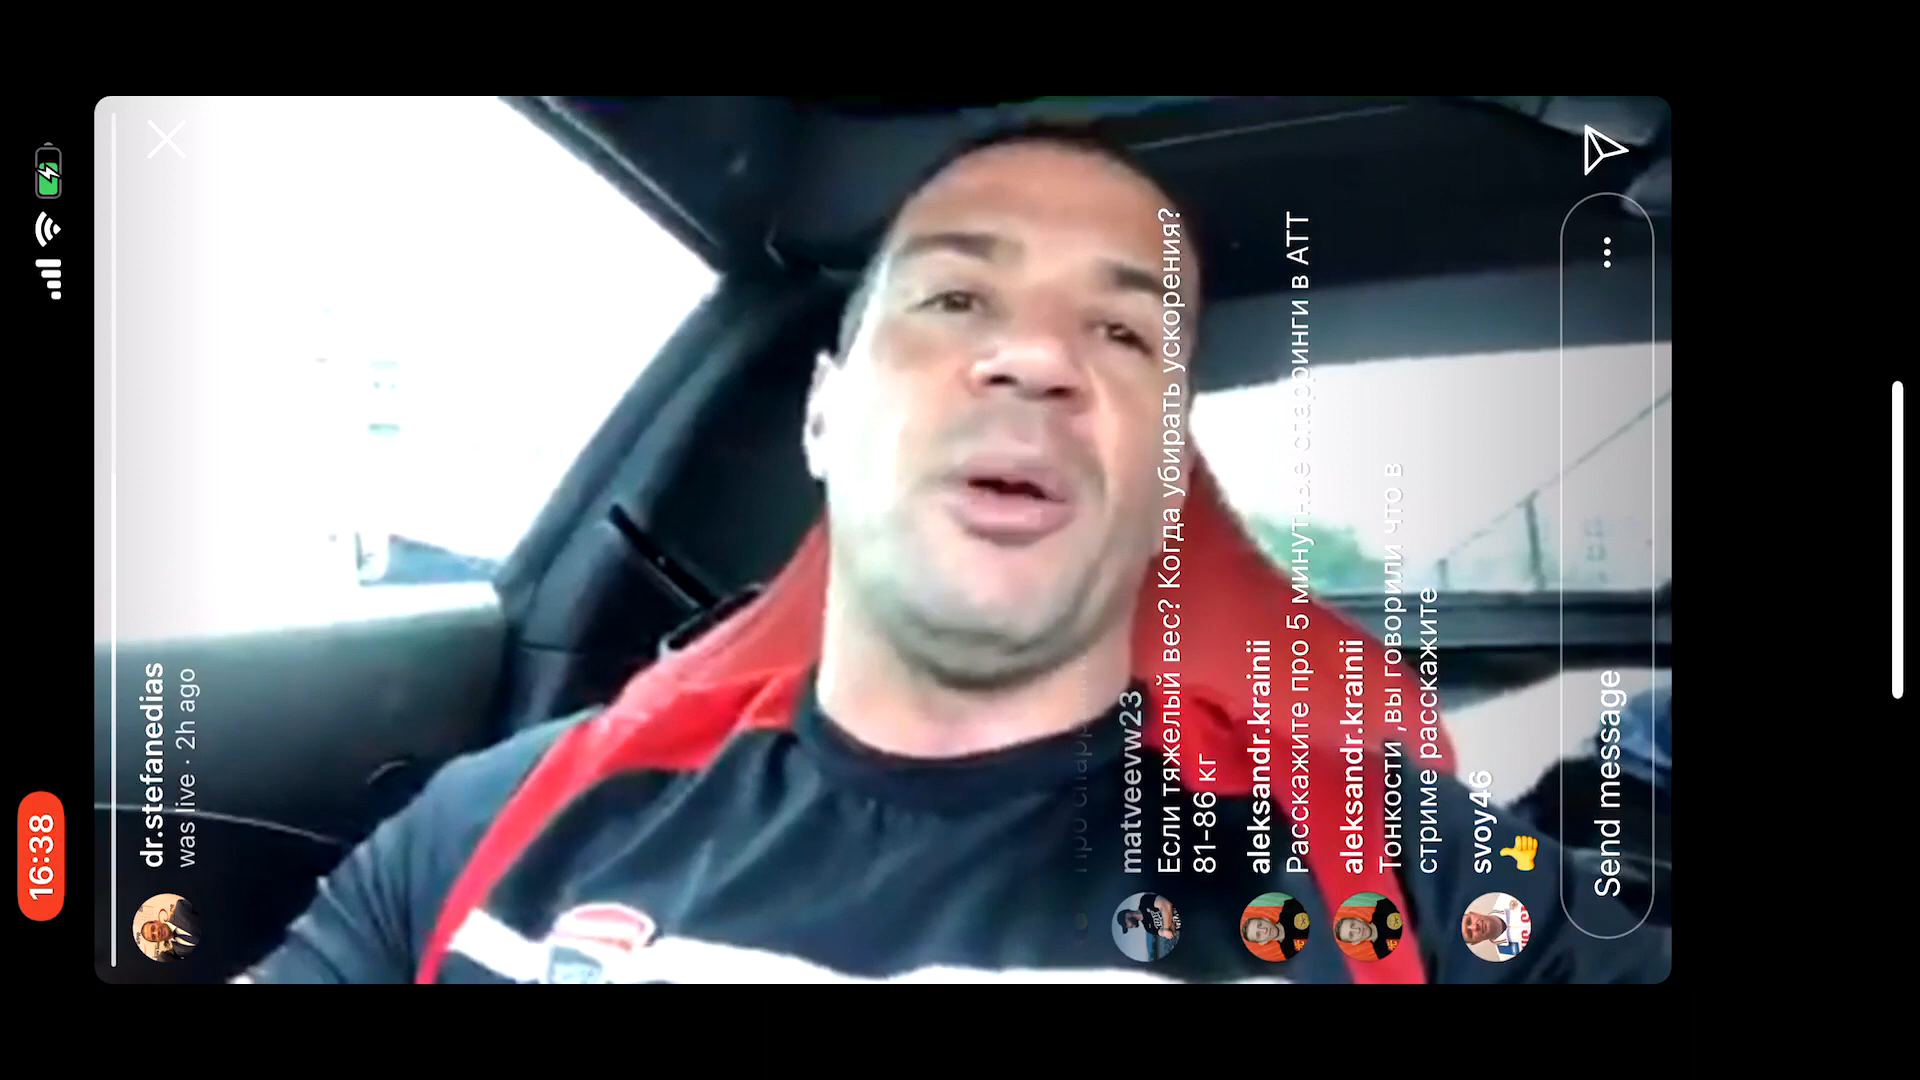 16:38
dr.stefanedias
was live · 2h ago
matveevw23
Если тяжелый вес? Когда убирать ускорения?
81-86 кг
aleksandr.krainii
Расскажите про 5 минутные спарринги в АТТ
aleksandr.krainii
Тонкости ,вы говорили что в
стриме расскажите
svoy46
👍
Send message